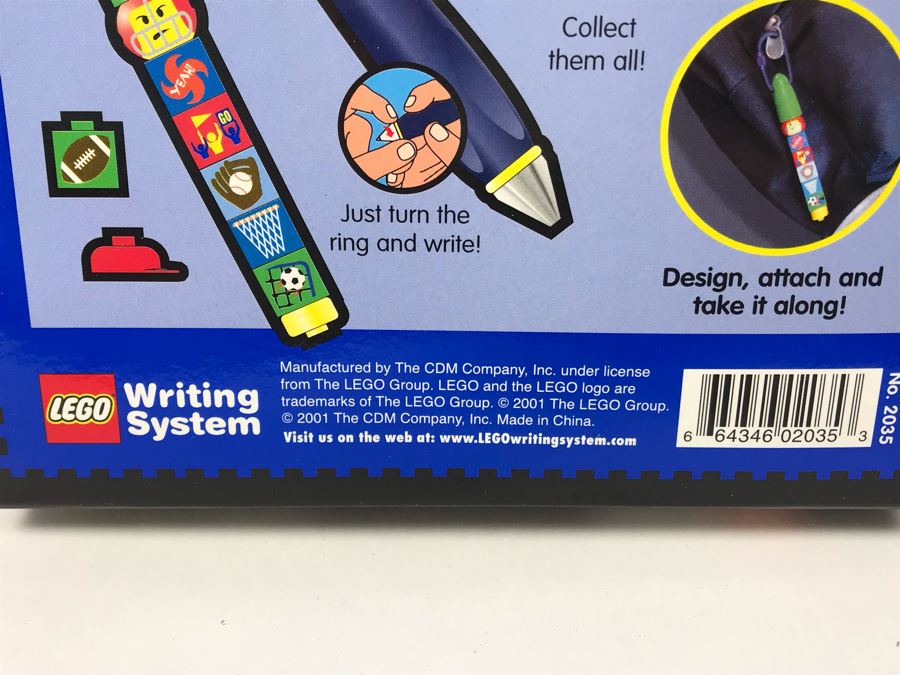 Collect
them all!
YEAH!
GO
Just turn the
ring and write!
Design, attach and
take it along!
LEGO
Writing
System
Manufactured by The CDM Company, Inc. under license
from The LEGO Group. LEGO and the LEGO logo are
trademarks of The LEGO Group. © 2001 The LEGO Group.
© 2001 The CDM Company, Inc. Made in China.
Visit us on the web at: www.LEGOwritingsystem.com
6 64346 02035 3
No. 2035